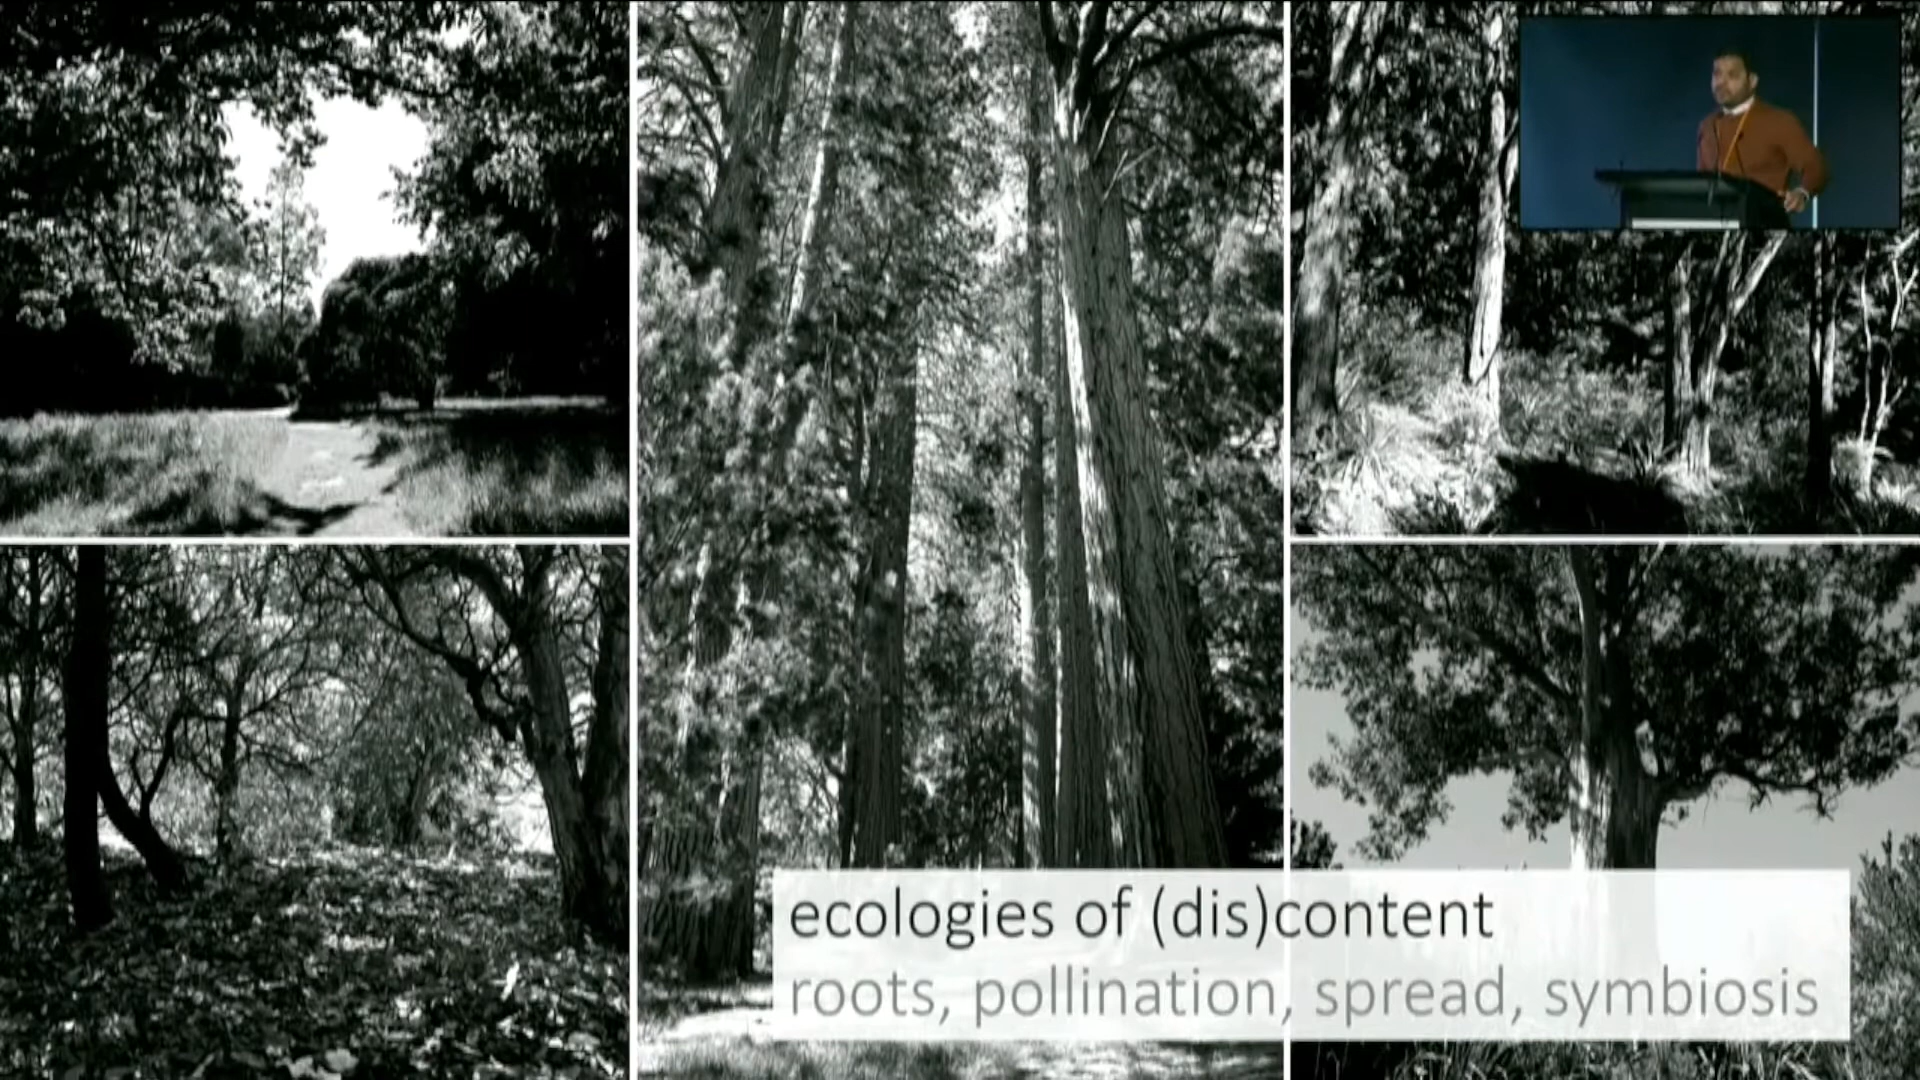 ecologies of (dis)content
roots, pollination, spread, symbiosis